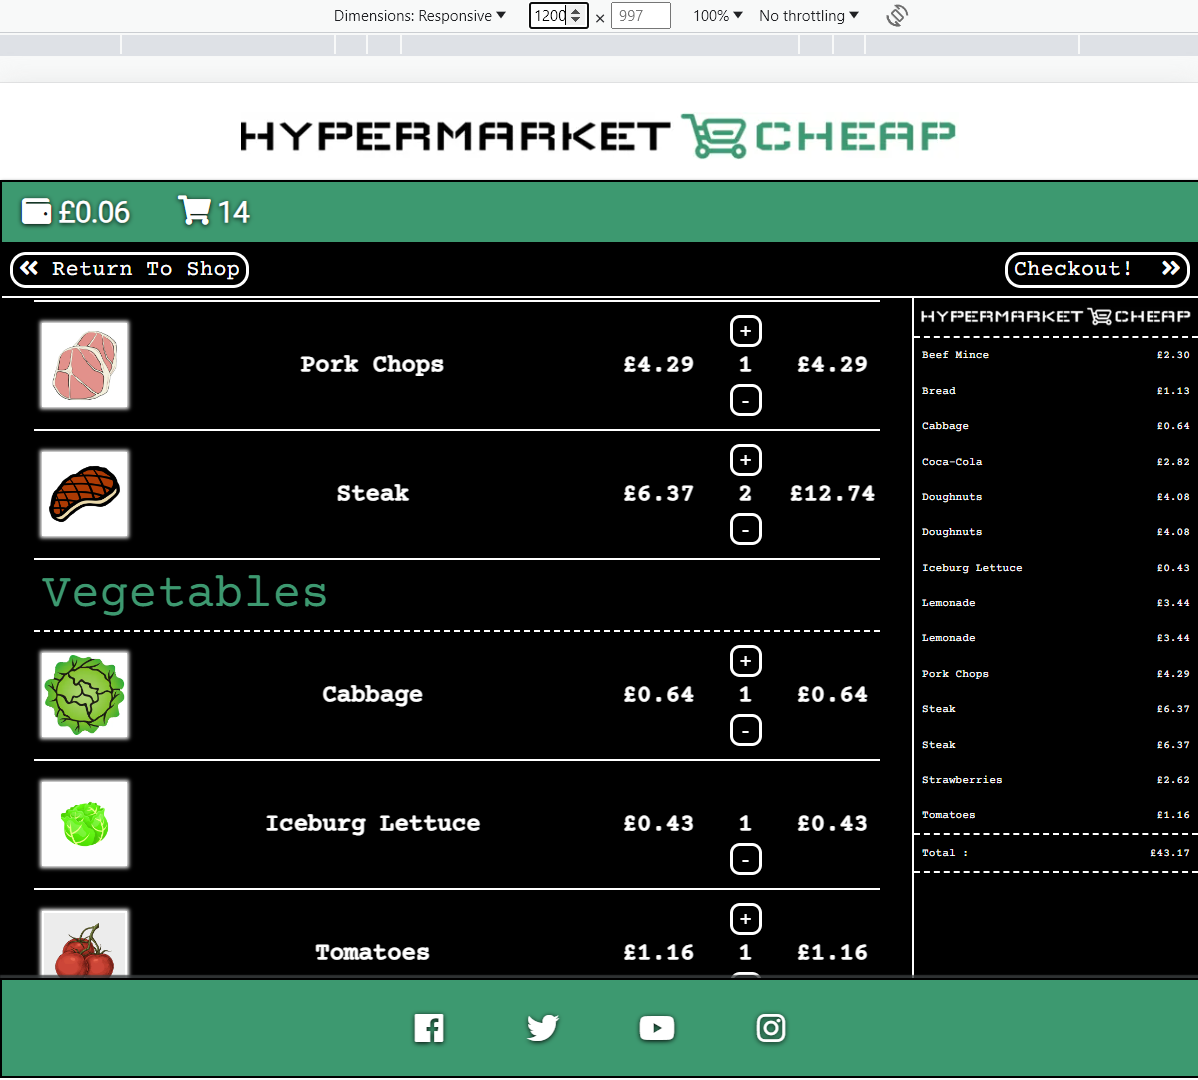 Dimensions: Responsive ▼ 1200 × 997 100% ▼ No throttling ▼
HYPERMARKET CHEAP
£0.06 14
Return To Shop
Checkout!
+
Pork Chops £4.29 1 £4.29
-
+
Steak £6.37 2 £12.74
-
Vegetables
+
Cabbage £0.64 1 £0.64
-
Iceburg Lettuce £0.43 1 £0.43
-
+
Tomatoes £1.16 1 £1.16
HYPERMARKET CHEAP
Beef Mince £2.30
Bread £1.13
Cabbage £0.64
Coca-Cola £2.82
Doughnuts £4.08
Doughnuts £4.08
Iceburg Lettuce £0.43
Lemonade £3.44
Lemonade £3.44
Pork Chops £4.29
Steak £6.37
Steak £6.37
Strawberries £2.62
Tomatoes £1.16
Total : £43.17